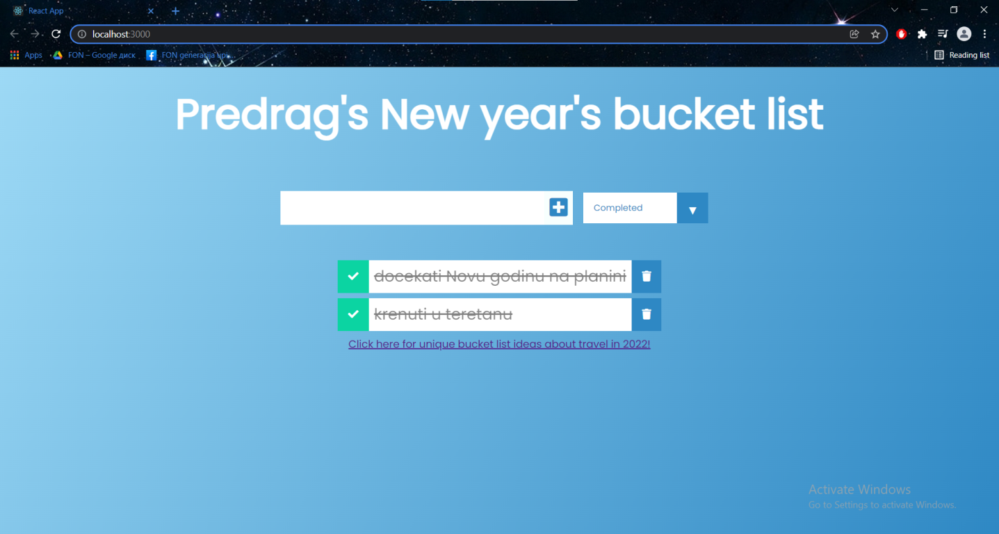 React App
localhost:3000
Apps FON – Google диск FON generacija upi... Reading list
Predrag's New year's bucket list
Completed
docekati Novu godinu na planini
krenuti u teretanu
Click here for unique bucket list ideas about travel in 2022!
Activate Windows
Go to Settings to activate Windows.